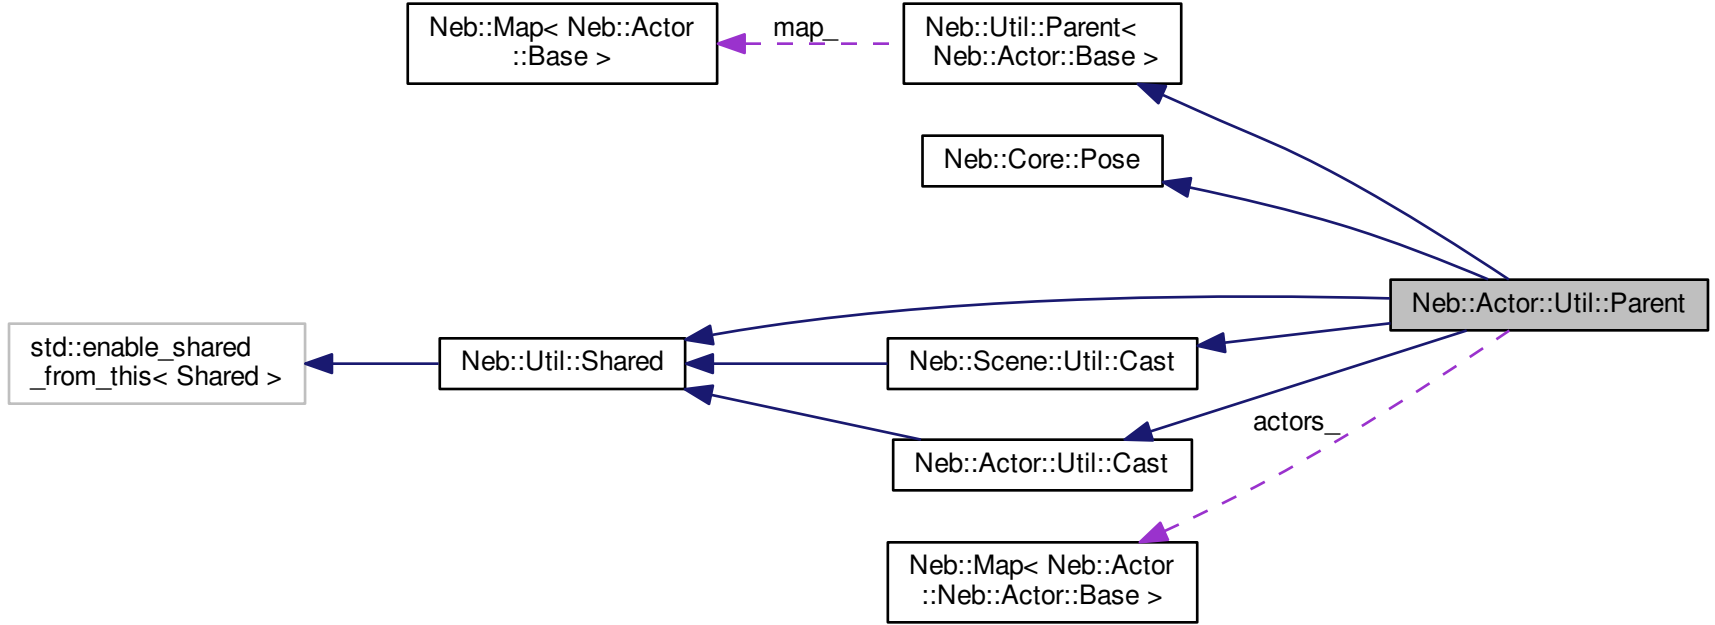 Neb::Map< Neb::Actor
::Base >
map_
Neb::Util::Parent<
Neb::Actor::Base >
Neb::Core::Pose
Neb::Actor::Util::Parent
std::enable_shared
_from_this< Shared >
Neb::Util::Shared
Neb::Scene::Util::Cast
actors_
Neb::Actor::Util::Cast
Neb::Map< Neb::Actor
::Neb::Actor::Base >